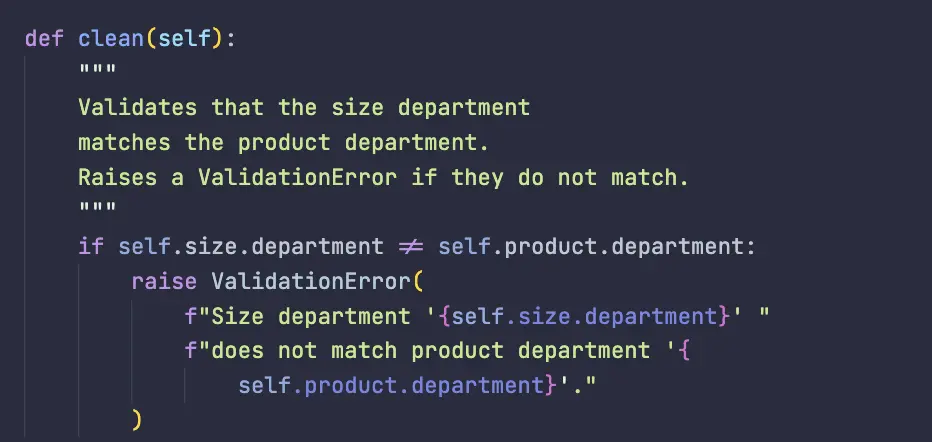 def clean(self):
    """
    Validates that the size department
    matches the product department.
    Raises a ValidationError if they do not match.
    """
    if self.size.department != self.product.department:
        raise ValidationError(
            f"Size department '{self.size.department}' "
            f"does not match product department '{
                self.product.department}'."
        )